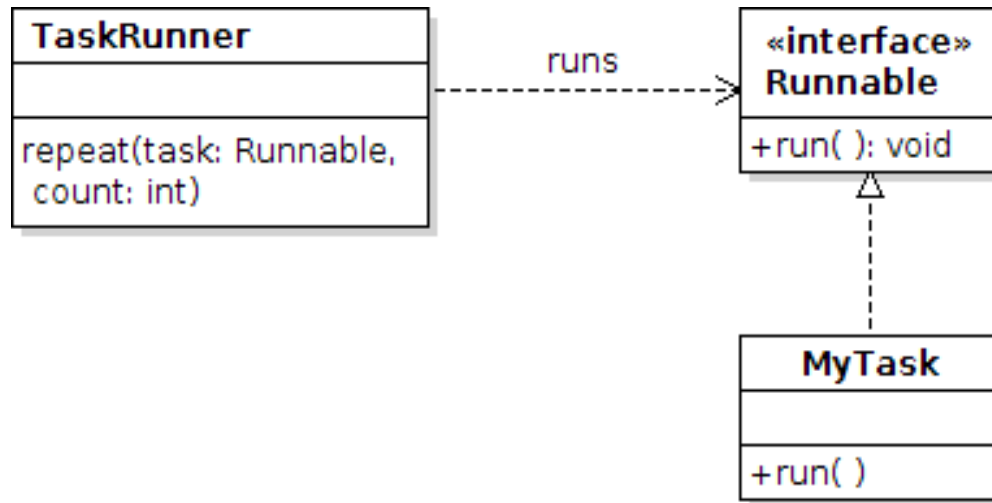 TaskRunner
repeat(task: Runnable,
count: int)
runs
«interface»
Runnable
+run( ): void
MyTask
+run( )